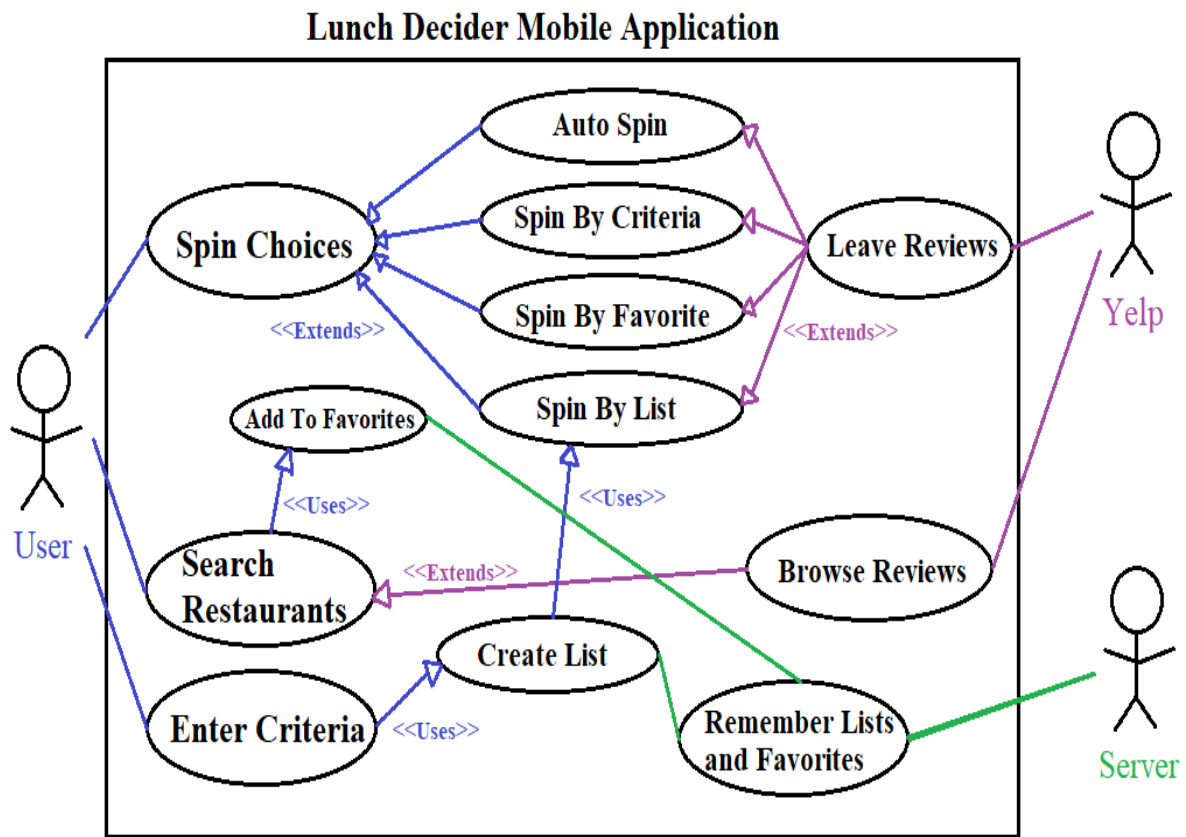 Lunch Decider Mobile Application
Auto Spin
Spin Choices
Spin By Criteria
Leave Reviews
Spin By Favorite
<<Extends>>
<<Extends>>
Yelp
Add To Favorites
Spin By List
<<Uses>>
<<Uses>>
User
Search
Restaurants
<<Extends>>
Browse Reviews
Create List
Enter Criteria
<<Uses>>
Remember Lists
and Favorites
Server